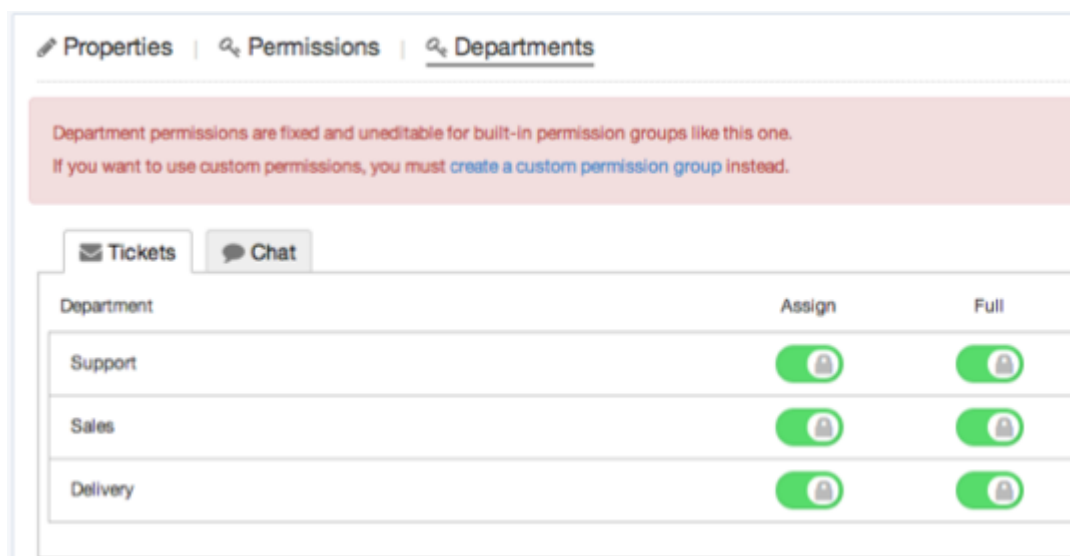 Properties | Permissions | Departments
Department permissions are fixed and uneditable for built-in permission groups like this one.
If you want to use custom permissions, you must create a custom permission group instead.
Tickets Chat
Department Assign Full
Support
Sales
Delivery